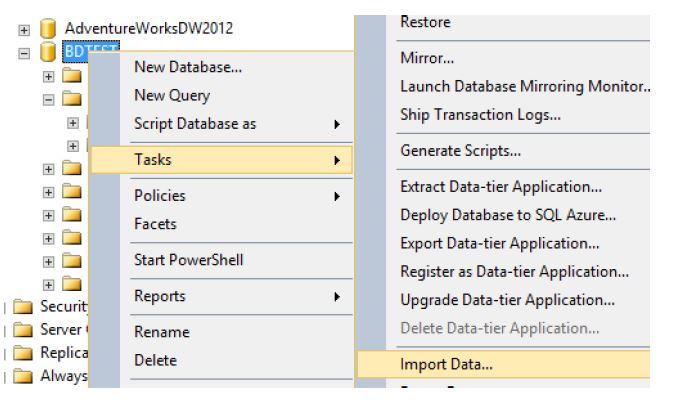 AdventureWorksDW2012
BDTEST
Securit
Server
Replica
Always
New Database...
New Query
Script Database as
Tasks
Policies
Facets
Start PowerShell
Reports
Rename
Delete
Restore
Mirror...
Launch Database Mirroring Monitor..
Ship Transaction Logs...
Generate Scripts...
Extract Data-tier Application...
Deploy Database to SQL Azure...
Export Data-tier Application...
Register as Data-tier Application...
Upgrade Data-tier Application...
Delete Data-tier Application...
Import Data...